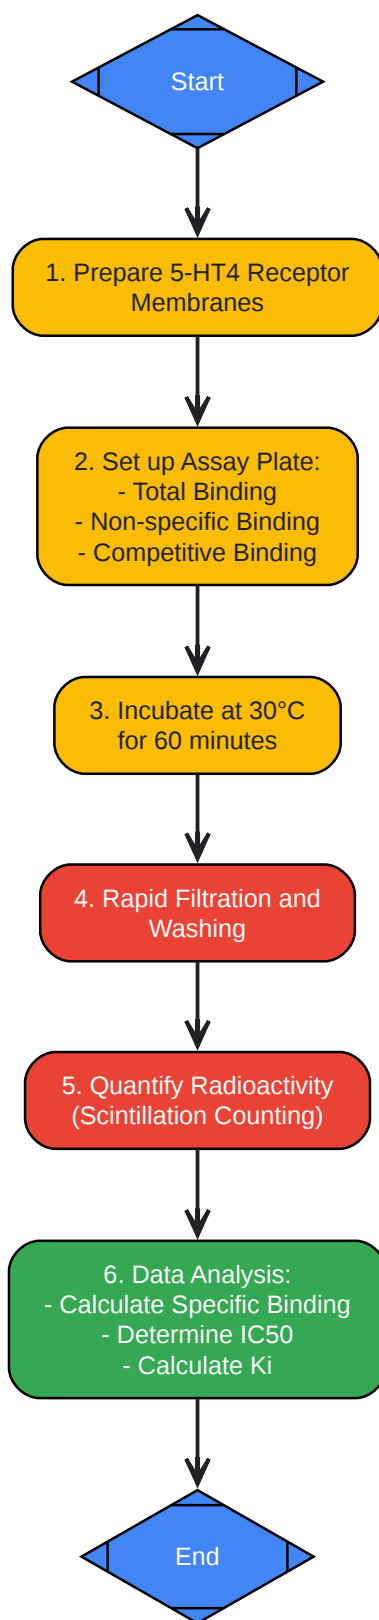 Start
1. Prepare 5-HT4 Receptor
Membranes
2. Set up Assay Plate:
- Total Binding
- Non-specific Binding
- Competitive Binding
3. Incubate at 30°C
for 60 minutes
4. Rapid Filtration and
Washing
5. Quantify Radioactivity
(Scintillation Counting)
6. Data Analysis:
- Calculate Specific Binding
- Determine IC50
- Calculate Ki
End